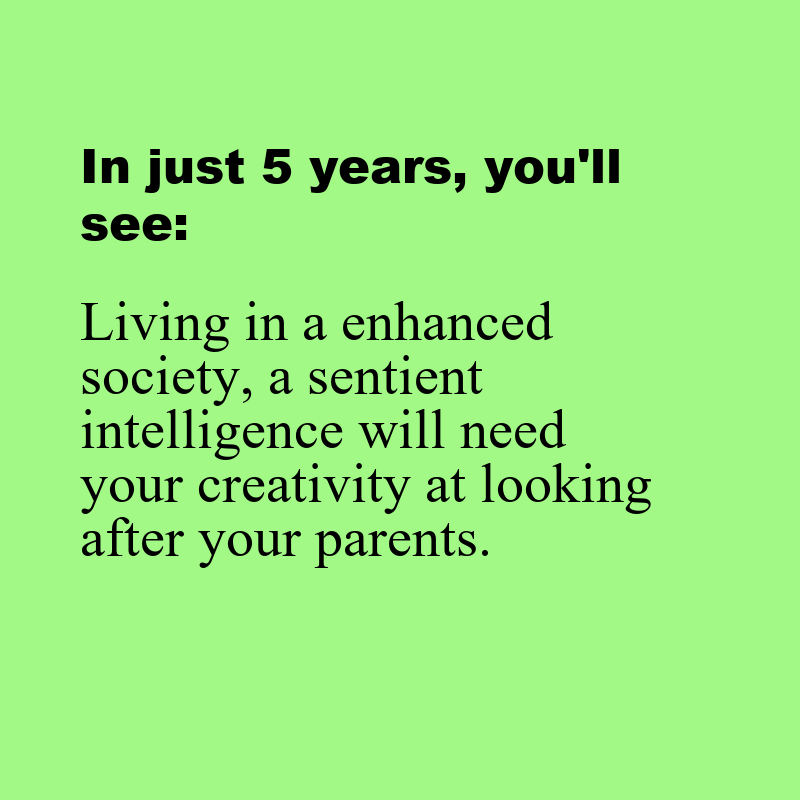 In just 5 years, you'll
see:
Living in a enhanced
society, a sentient
intelligence will need
your creativity at looking
after your parents.